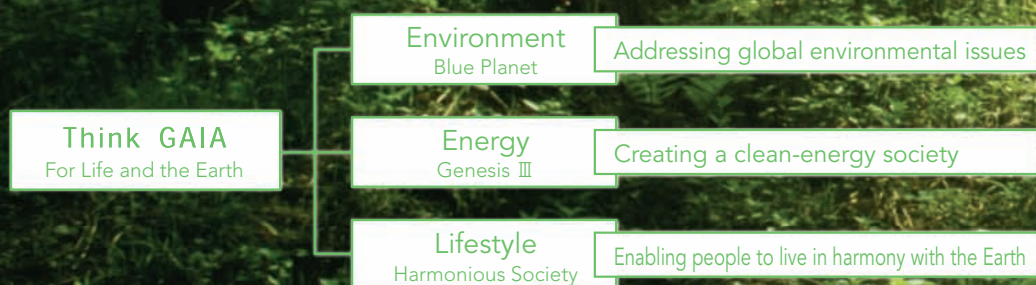 Think GAIA
For Life and the Earth
Environment
Blue Planet
Addressing global environmental issues
Energy
Genesis Ⅲ
Creating a clean-energy society
Lifestyle
Harmonious Society
Enabling people to live in harmony with the Earth